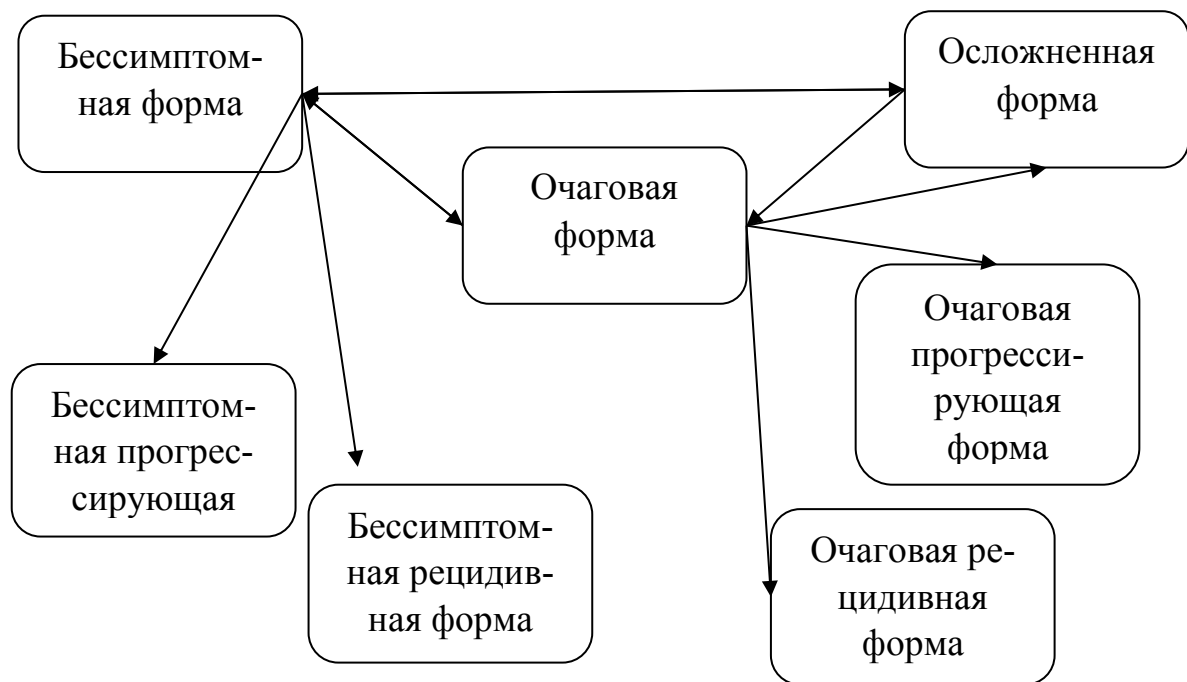 Бессимптом-
ная форма
Осложненная
форма
Очаговая
форма
Очаговая
прогресси-
рующая
форма
Бессимптом-
ная прогрес-
сирующая
Бессимптом-
ная рецидив-
ная форма
Очаговая ре-
цидивная
форма